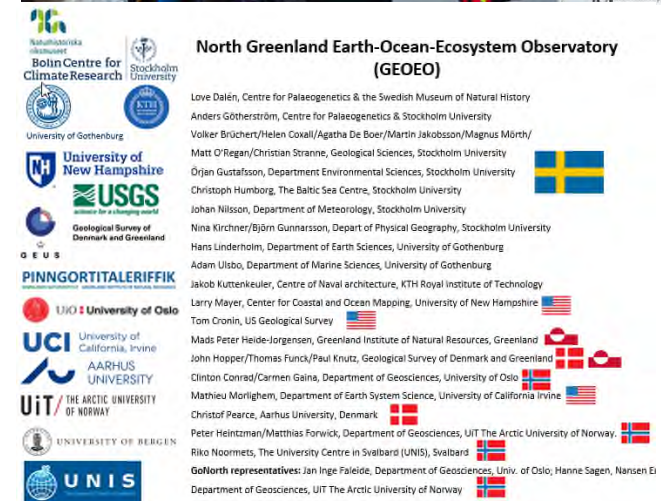 Naturhistoriska
riksmuseet
Bolin Centre for
Climate Research
Stockholm
University
KTH
University of Gothenburg
NH
University of
New Hampshire
USGS
science for a changing world
Geological Survey of
Denmark and Greenland
G E U S
PINNGORTITALERIFFIK
UiO University of Oslo
UCI University of
California, Irvine
AARHUS
UNIVERSITY
UiT / THE ARCTIC UNIVERSITY
OF NORWAY
UNIVERSITY OF BERGEN
UNIS
North Greenland Earth-Ocean-Ecosystem Observatory
(GEOEO)
Love Dalén, Centre for Palaeogenetics & the Swedish Museum of Natural History
Anders Götherström, Centre for Palaeogenetics & Stockholm University
Volker Brüchert/Helen Coxall/Agatha De Boer/Martin Jakobsson/Magnus Mörth/
Matt O'Regan/Christian Stranne, Geological Sciences, Stockholm University
Örjan Gustafsson, Department Environmental Sciences, Stockholm University
Christoph Humborg, The Baltic Sea Centre, Stockholm University
Johan Nilsson, Department of Meteorology, Stockholm University
Nina Kirchner/Björn Gunnarsson, Depart of Physical Geography, Stockholm University
Hans Linderholm, Department of Earth Sciences, University of Gothenburg
Adam Ulsbo, Department of Marine Sciences, University of Gothenburg
Jakob Kuttenkeuler, Centre of Naval architecture, KTH Royal Institute of Technology
Larry Mayer, Center for Coastal and Ocean Mapping, University of New Hampshire
Tom Cronin, US Geological Survey
Mads Peter Heide-Jorgensen, Greenland Institute of Natural Resources, Greenland
John Hopper/Thomas Funck/Paul Knutz, Geological Survey of Denmark and Greenland
Clinton Conrad/Carmen Gaina, Department of Geosciences, University of Oslo
Mathieu Morlighem, Department of Earth System Science, University of California Irvine
Christof Pearce, Aarhus University, Denmark
Peter Heintzman/Matthias Forwick, Department of Geosciences, UiT The Arctic University of Norway.
Riko Noormets, The University Centre in Svalbard (UNIS), Svalbard
GoNorth representatives: Jan Inge Faleide, Department of Geosciences, Univ. of Oslo; Hanne Sagen, Nansen E
Department of Geosciences, UiT The Arctic University of Norway